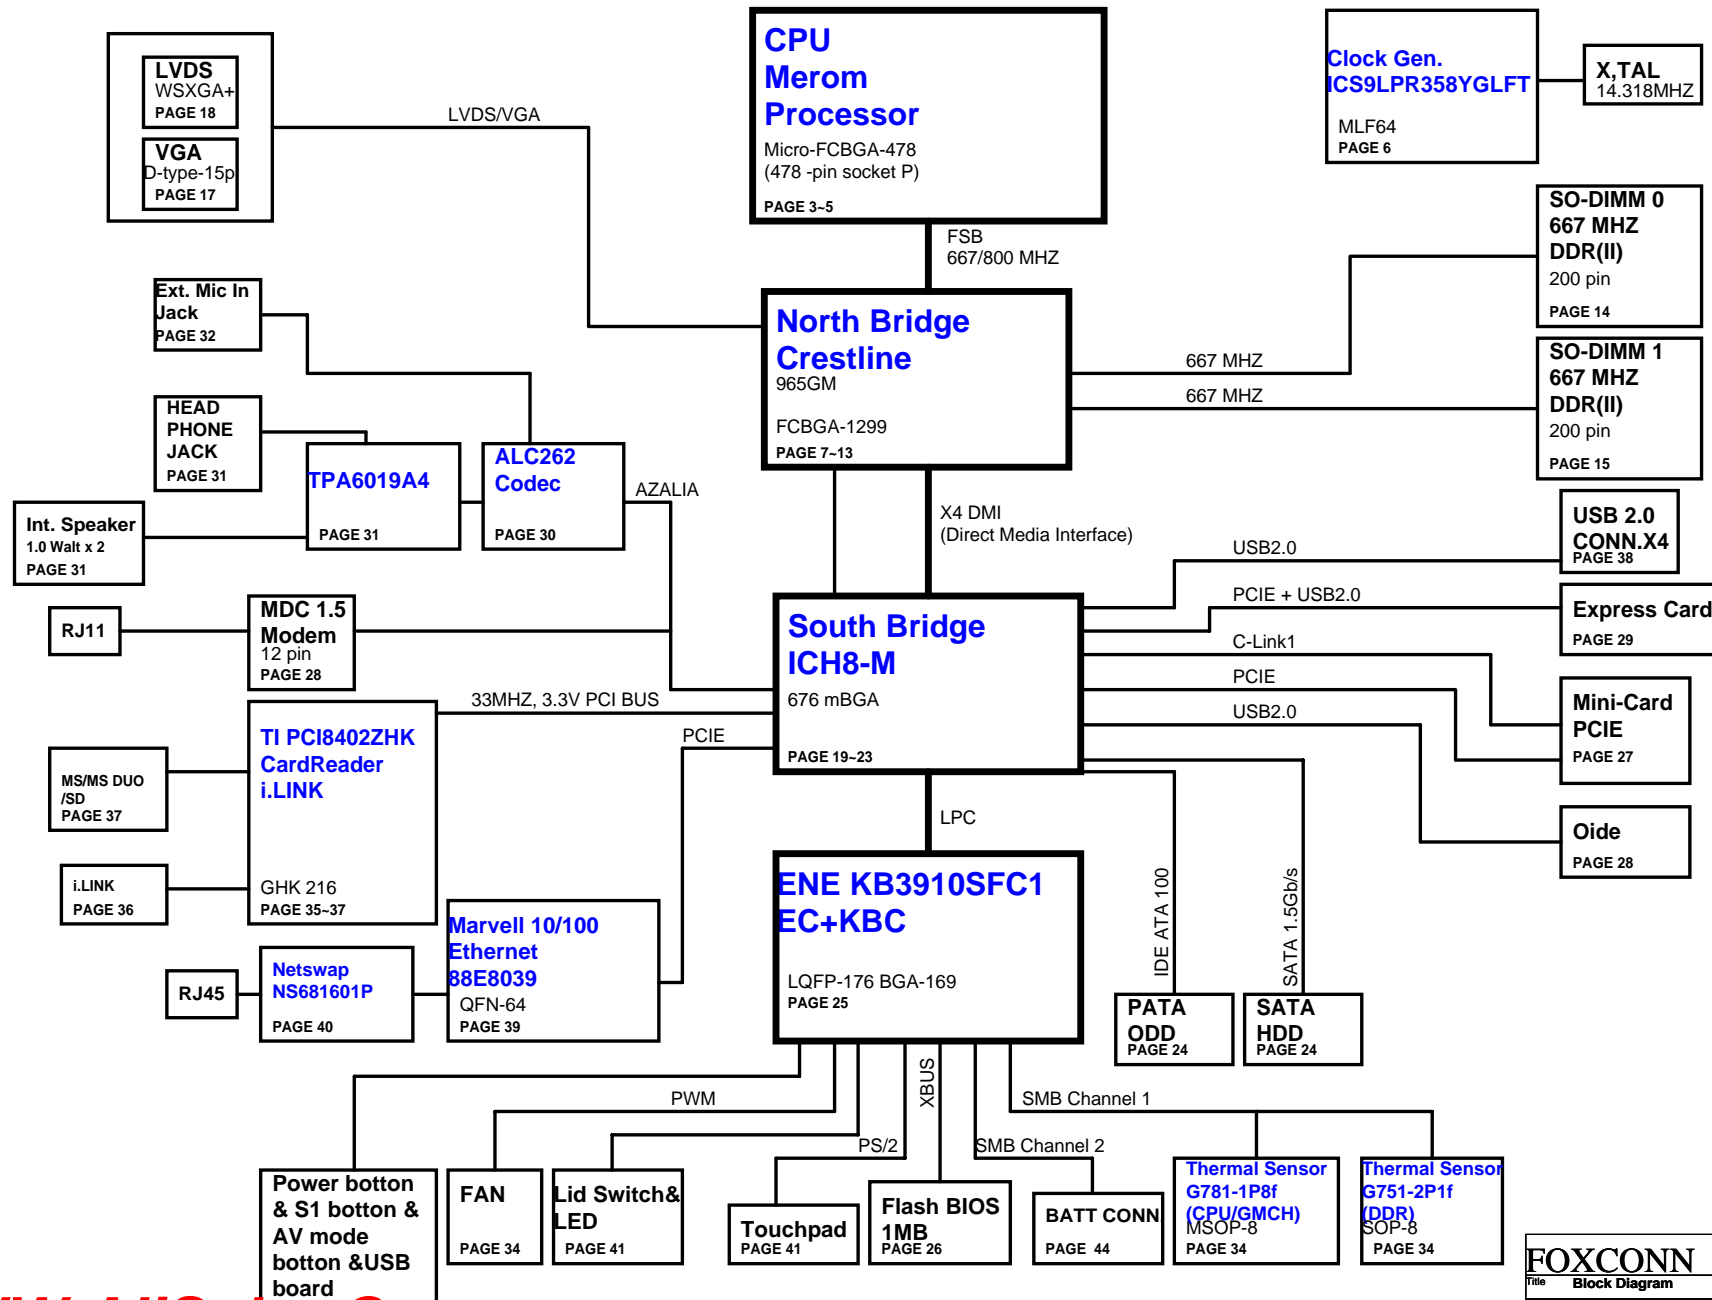 CPU
Merom
Processor
Micro-FCBGA-478
(478 -pin socket P)
PAGE 3~5
Clock Gen.
ICS9LPR358YGLFT
MLF64
PAGE 6
X,TAL
14.318MHZ
LVDS
WSXGA+
PAGE 18
VGA
D-type-15p
PAGE 17
LVDS/VGA
FSB
667/800 MHZ
SO-DIMM 0
667 MHZ
DDR(II)
200 pin
PAGE 14
Ext. Mic In
Jack
PAGE 32
North Bridge
Crestline
965GM
FCBGA-1299
PAGE 7~13
667 MHZ
667 MHZ
SO-DIMM 1
667 MHZ
DDR(II)
200 pin
PAGE 15
HEAD
PHONE
JACK
PAGE 31
TPA6019A4
PAGE 31
ALC262
Codec
PAGE 30
AZALIA
Int. Speaker
1.0 Walt x 2
PAGE 31
X4 DMI
(Direct Media Interface)
USB2.0
USB 2.0
CONN.X4
PAGE 38
RJ11
MDC 1.5
Modem
12 pin
PAGE 28
South Bridge
ICH8-M
676 mBGA
PAGE 19~23
PCIE + USB2.0
Express Card
PAGE 29
C-Link1
PCIE
Mini-Card
PCIE
PAGE 27
USB2.0
33MHZ, 3.3V PCI BUS
PCIE
TI PCI8402ZHK
CardReader
i.LINK
GHK 216
PAGE 35~37
MS/MS DUO
/SD
PAGE 37
i.LINK
PAGE 36
LPC
Oide
PAGE 28
ENE KB3910SFC1
EC+KBC
LQFP-176 BGA-169
PAGE 25
IDE ATA 100
SATA 1.5Gb/s
Marvell 10/100
Ethernet
88E8039
QFN-64
PAGE 39
RJ45
Netswap
NS681601P
PAGE 40
PATA
ODD
PAGE 24
SATA
HDD
PAGE 24
PWM
PS/2
XBUS
SMB Channel 1
SMB Channel 2
Power botton
& S1 botton &
AV mode
botton &USB
board
FAN
PAGE 34
Lid Switch&
LED
PAGE 41
Touchpad
PAGE 41
Flash BIOS
1MB
PAGE 26
BATT CONN
PAGE 44
Thermal Sensor
G781-1P8f
(CPU/GMCH)
MSOP-8
PAGE 34
Thermal Sensor
G751-2P1f
(DDR)
SOP-8
PAGE 34
FOXCONN
Title
Block Diagram